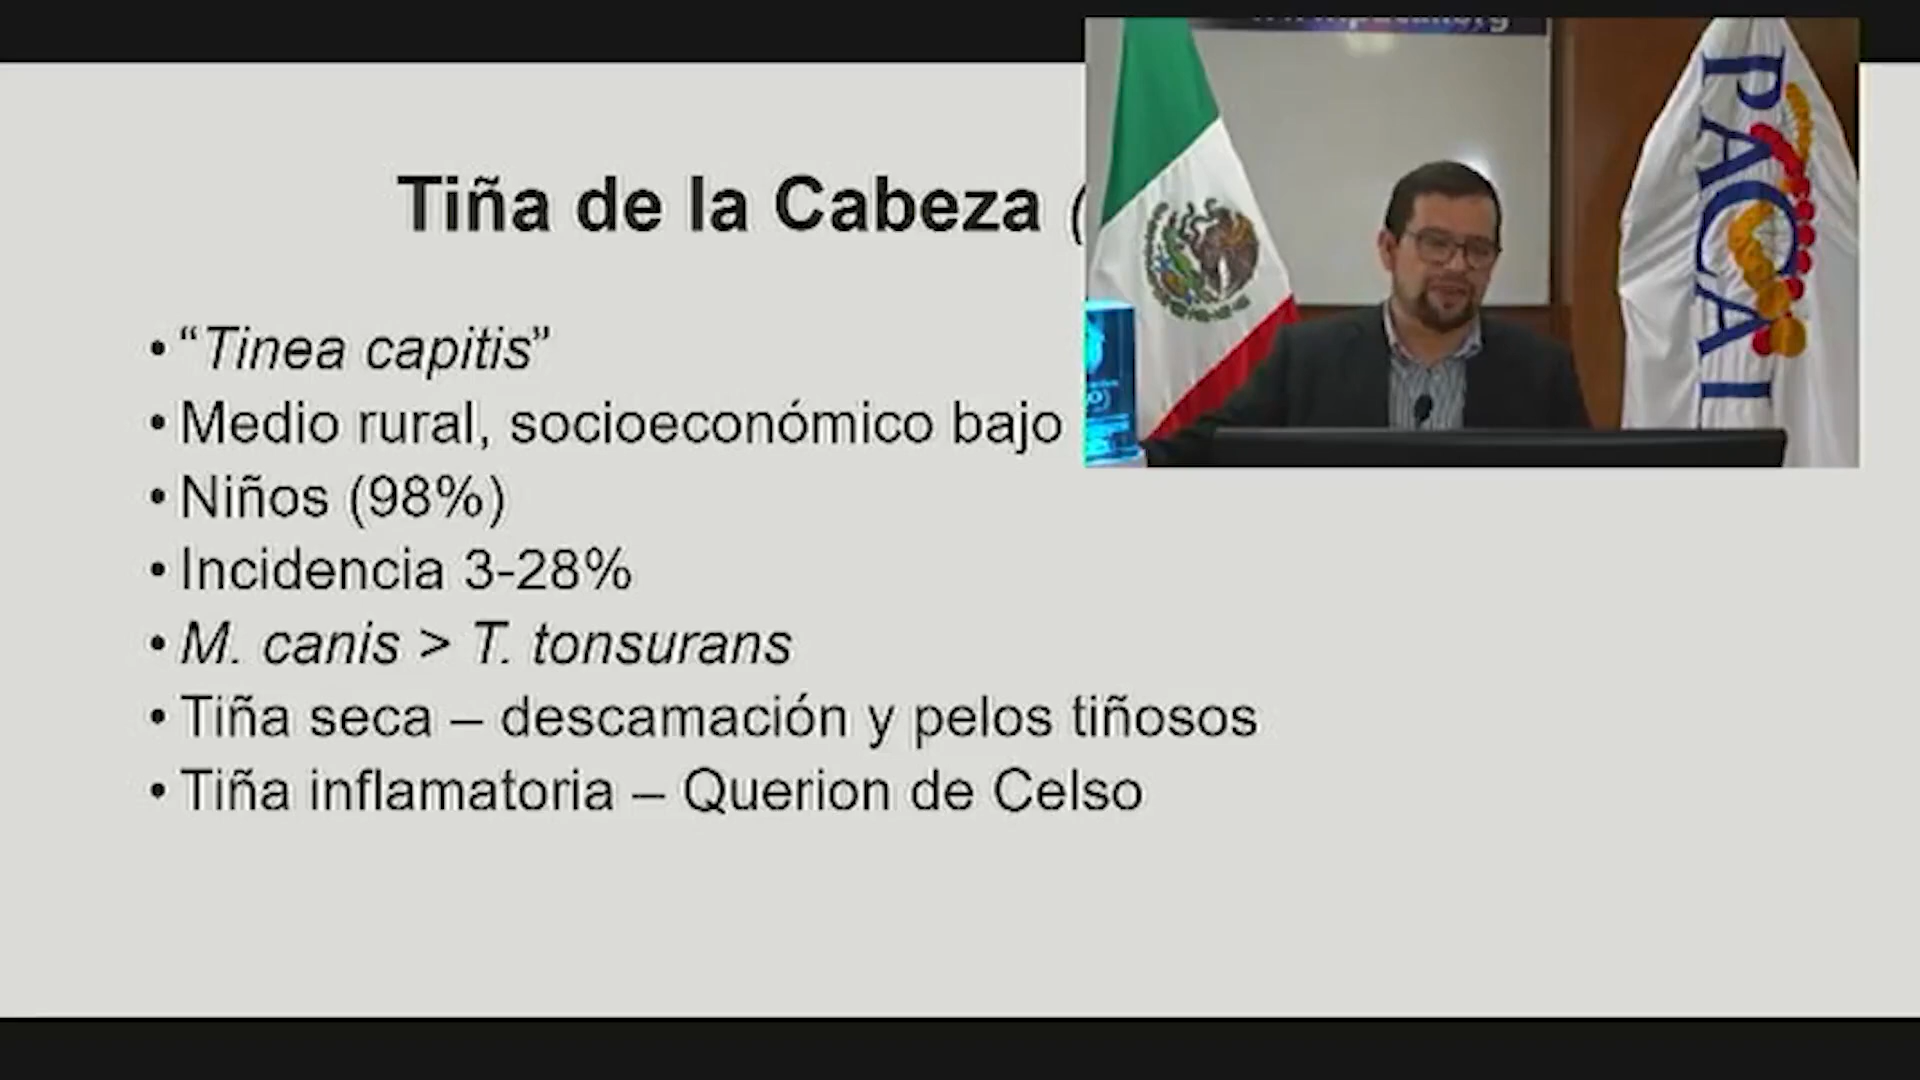 Tiña de la Cabeza (
• “Tinea capitis”
• Medio rural, socioeconómico bajo
• Niños (98%)
• Incidencia 3-28%
• M. canis > T. tonsurans
• Tiña seca – descamación y pelos tiñosos
• Tiña inflamatoria – Querion de Celso
PACAI